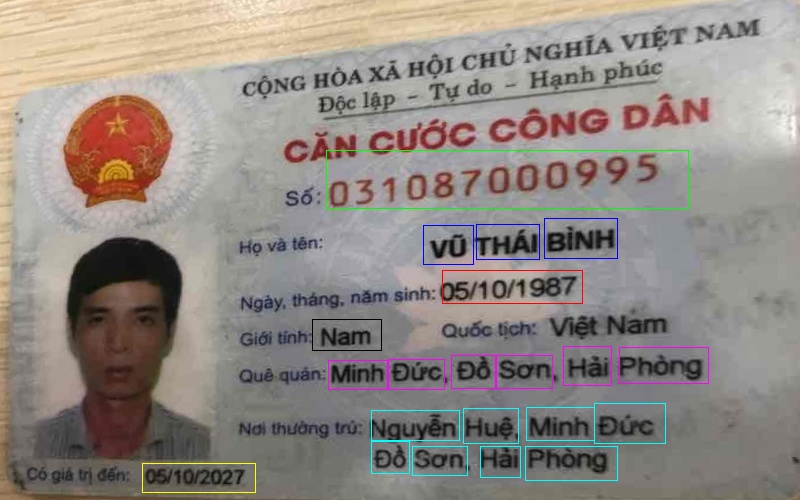 CỘNG HÒA XÃ HỘI CHỦ NGHĨA VIỆT NAM
Độc lập - Tự do - Hạnh phúc
CĂN CƯỚC CÔNG DÂN
Số: 031087000995
Họ và tên: VŨ THÁI BÌNH
Ngày, tháng, năm sinh: 05/10/1987
Giới tính: Nam Quốc tịch: Việt Nam
Quê quán: Minh Đức, Đồ Sơn, Hải Phòng
Nơi thường trú: Nguyễn Huệ, Minh Đức
Đồ Sơn, Hải Phòng
Có giá trị đến: 05/10/2027